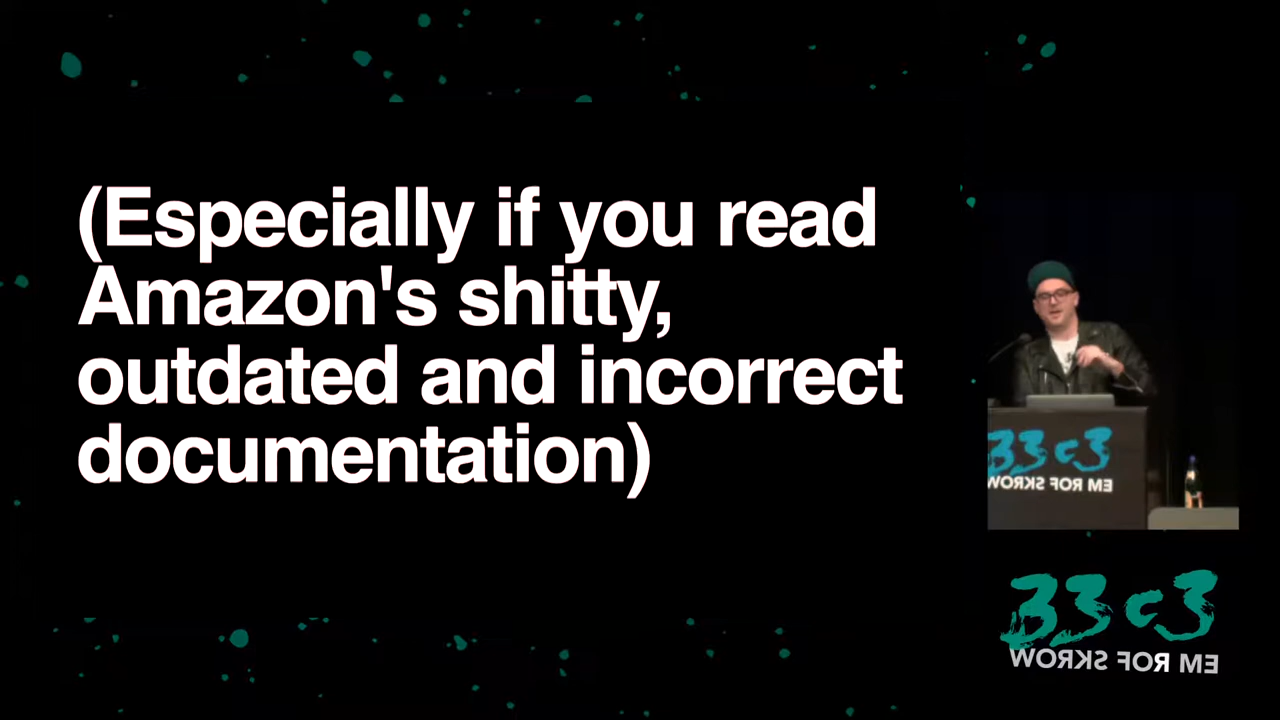 (Especially if you read
Amazon's shitty,
outdated and incorrect
documentation)
33c3
WORKS FOR ME
33c3
WORKS FOR ME